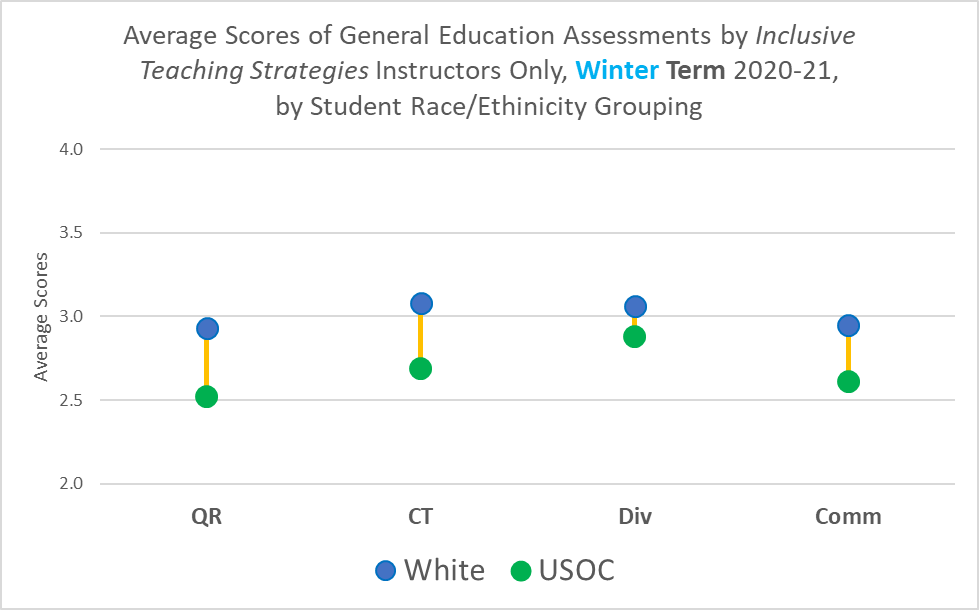 Average Scores of General Education Assessments by Inclusive
Teaching Strategies Instructors Only, Winter Term 2020-21,
by Student Race/Ethinicity Grouping
4.0
3.5
3.0
2.5
2.0
Average Scores
QR CT Div Comm
White USOC